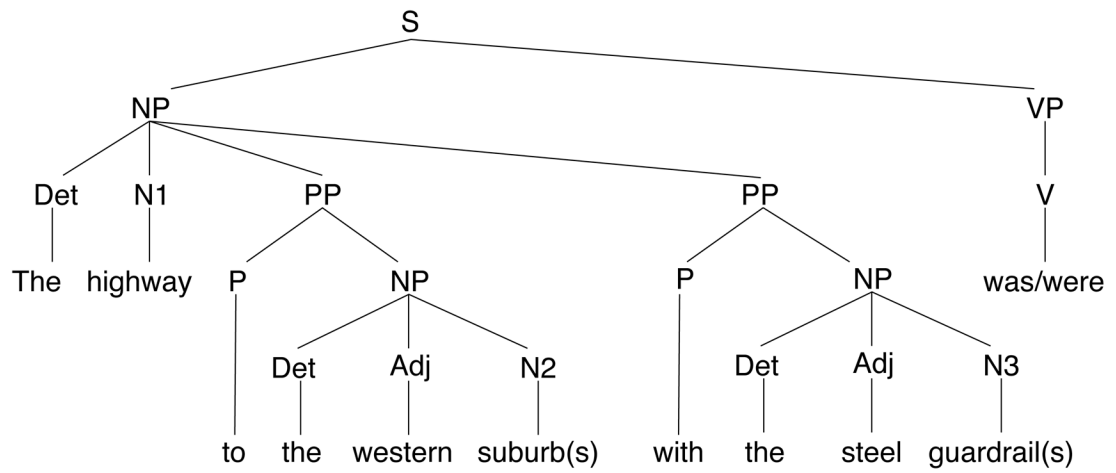 S
NP VP
Det N1 PP PP V
The highway P NP P NP was/were
Det Adj N2 Det Adj N3
to the western suburb(s) with the steel guardrail(s)